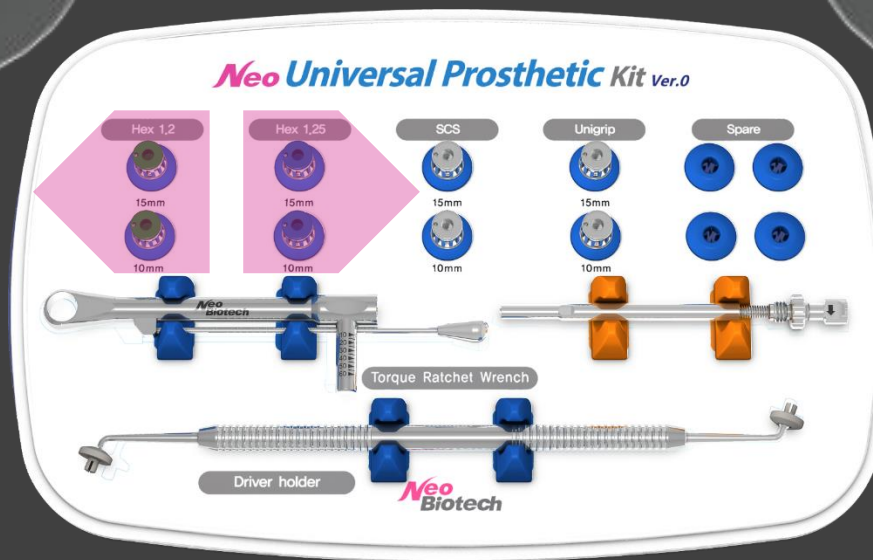 Neo Universal Prosthetic Kit Ver.0
Hex 1,2
Hex 1,25
SCS
Unigrip
Spare
15mm
15mm
15mm
15mm
10mm
10mm
10mm
10mm
Neo
Biotech
Torque Ratchet Wrench
Driver holder
Neo
Biotech